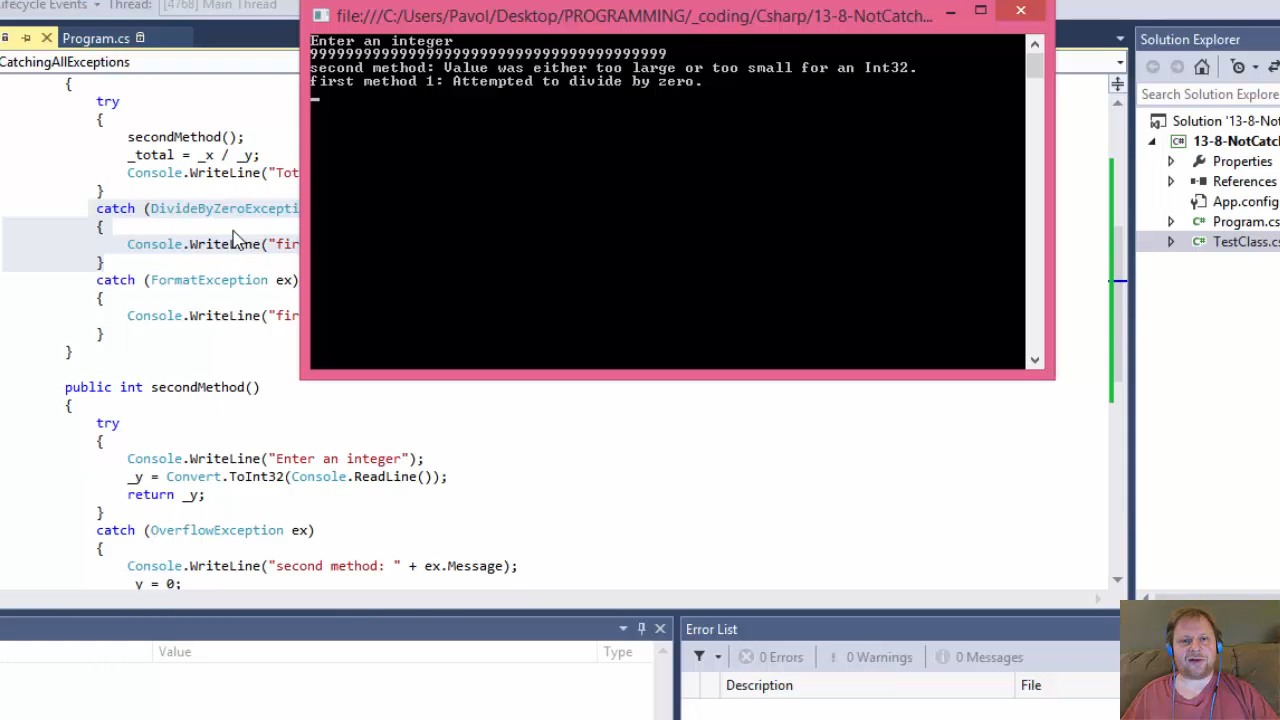 ifecycle Events
Thread:
[4768] Main Thread
file:///C:/Users/Pavol/Desktop/PROGRAMMING/_coding/Csharp/13-8-NotCatch...
Program.cs
CatchingAllExceptions
{
try
{
secondMethod();
_total = _x / _y;
Console.WriteLine("Tot
}
catch (DivideByZeroExcepti
{
Console.WriteLine("fir
}
catch (FormatException ex)
{
Console.WriteLine("fir
}
}
public int secondMethod()
{
try
{
Console.WriteLine("Enter an integer");
_y = Convert.ToInt32(Console.ReadLine());
return _y;
}
catch (OverflowException ex)
{
Console.WriteLine("second method: " + ex.Message);
_y = 0;
Enter an integer
9999999999999999999999999999999999999999
second method: Value was either too large or too small for an Int32.
first method 1: Attempted to divide by zero.
Solution Explorer
Search Solution Explore
Solution '13-8-Not
13-8-NotCatch
Properties
References
App.config
Program.cs
TestClass.cs
Value
Type
Error List
0 Errors
0 Warnings
0 Messages
Description
File